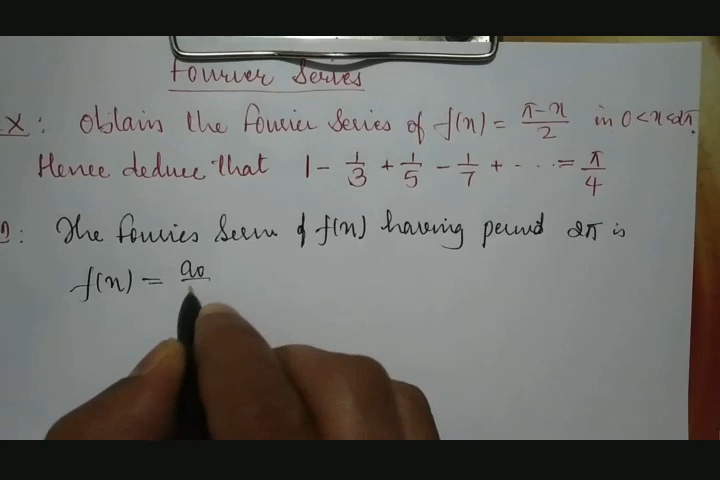 Fourier Series
Ex: Obtain the Fourier Series of f(x) = π-x/2 in 0<x<2π.
Hence deduce that 1 - 1/3 + 1/5 - 1/7 + ... = π/4
: The Fourier Series of f(x) having period 2π is
f(x) = a0